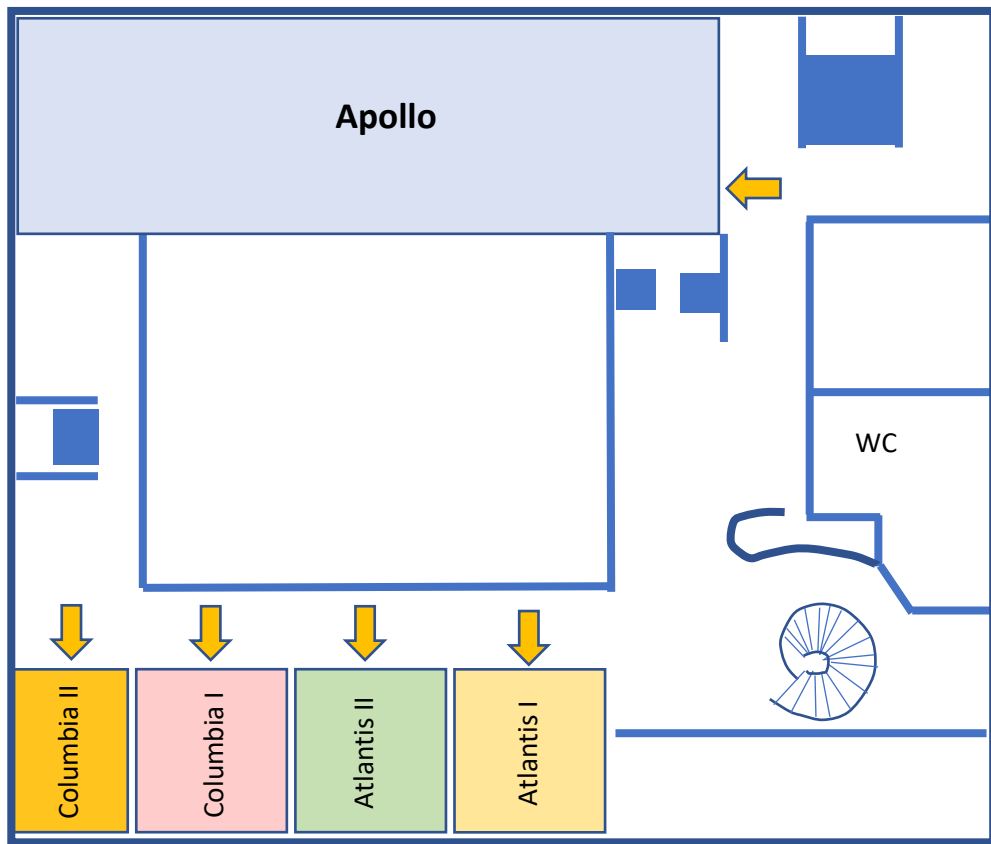 Apollo
WC
Columbia II
Columbia I
Atlantis II
Atlantis I